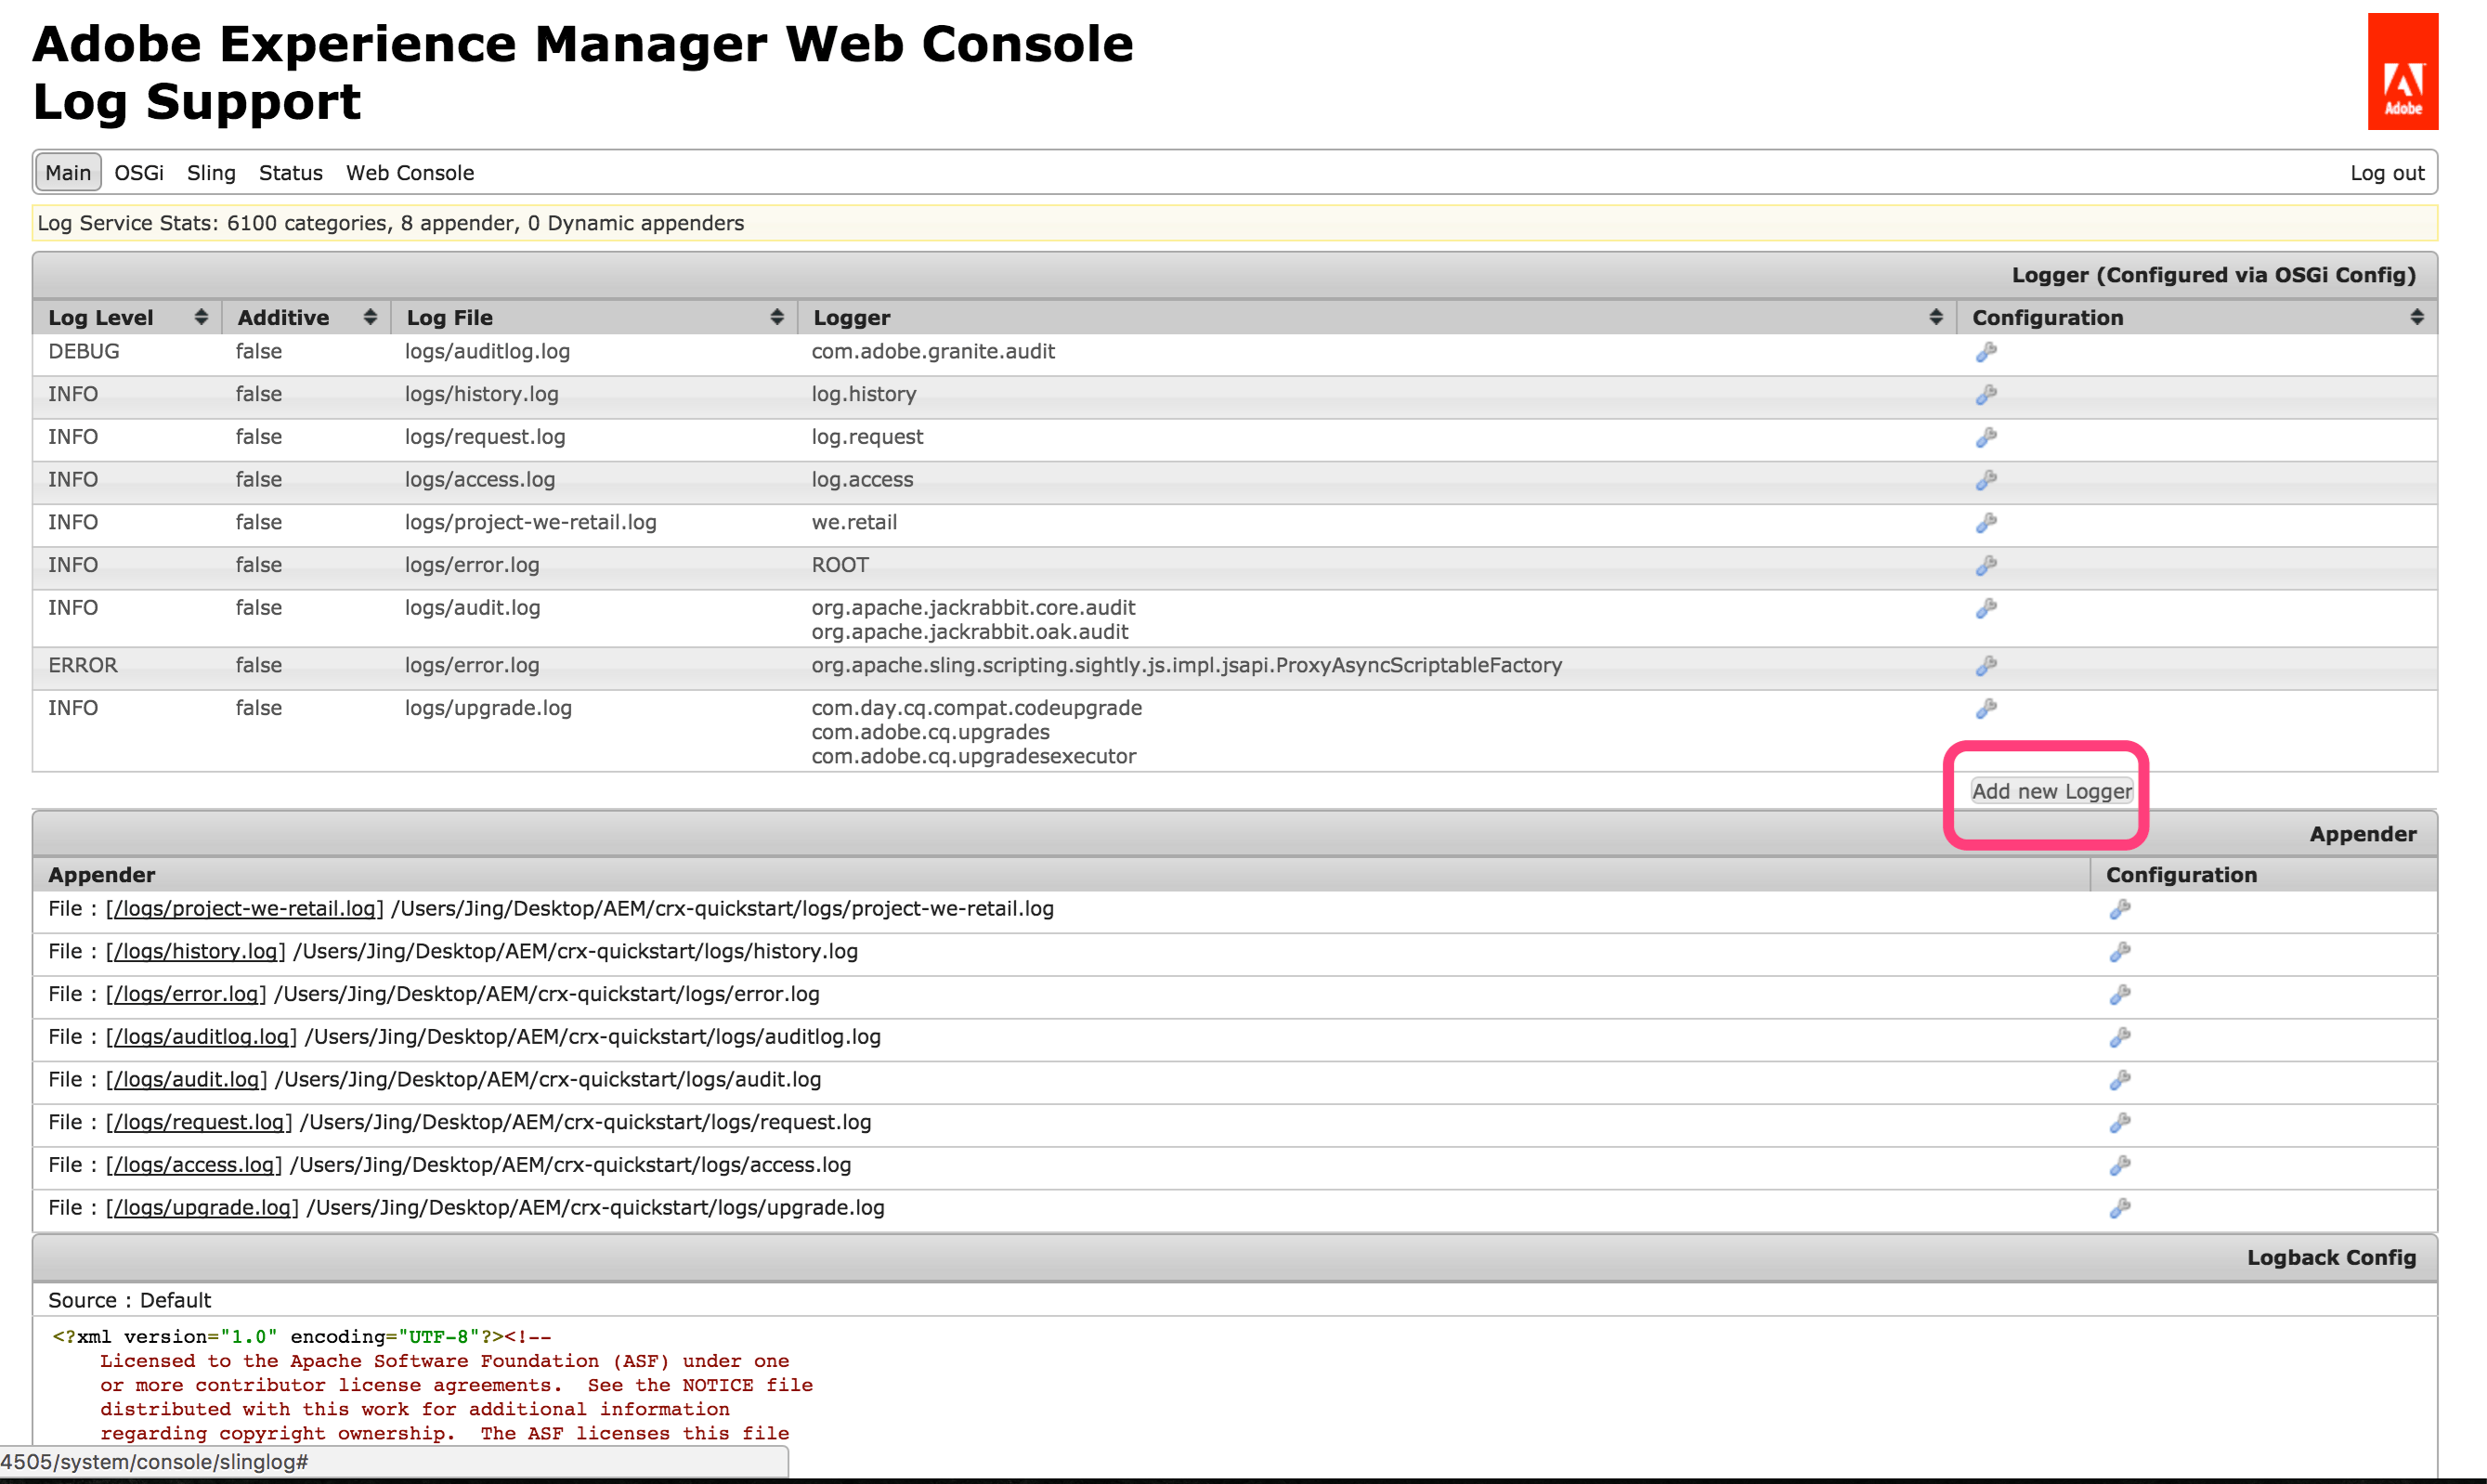 Adobe Experience Manager Web Console
Log Support
Adobe
Main OSGi Sling Status Web Console Log out
Log Service Stats: 6100 categories, 8 appender, 0 Dynamic appenders
Logger (Configured via OSGi Config)
Log Level Additive Log File Logger Configuration
DEBUG false logs/auditlog.log com.adobe.granite.audit
INFO false logs/history.log log.history
INFO false logs/request.log log.request
INFO false logs/access.log log.access
INFO false logs/project-we-retail.log we.retail
INFO false logs/error.log ROOT
INFO false logs/audit.log org.apache.jackrabbit.core.audit
org.apache.jackrabbit.oak.audit
ERROR false logs/error.log org.apache.sling.scripting.sightly.js.impl.jsapi.ProxyAsyncScriptableFactory
INFO false logs/upgrade.log com.day.cq.compat.codeupgrade
com.adobe.cq.upgrades
com.adobe.cq.upgradesexecutor
Add new Logger
Appender
Appender Configuration
File : [/logs/project-we-retail.log] /Users/Jing/Desktop/AEM/crx-quickstart/logs/project-we-retail.log
File : [/logs/history.log] /Users/Jing/Desktop/AEM/crx-quickstart/logs/history.log
File : [/logs/error.log] /Users/Jing/Desktop/AEM/crx-quickstart/logs/error.log
File : [/logs/auditlog.log] /Users/Jing/Desktop/AEM/crx-quickstart/logs/auditlog.log
File : [/logs/audit.log] /Users/Jing/Desktop/AEM/crx-quickstart/logs/audit.log
File : [/logs/request.log] /Users/Jing/Desktop/AEM/crx-quickstart/logs/request.log
File : [/logs/access.log] /Users/Jing/Desktop/AEM/crx-quickstart/logs/access.log
File : [/logs/upgrade.log] /Users/Jing/Desktop/AEM/crx-quickstart/logs/upgrade.log
Logback Config
Source : Default
<?xml version="1.0" encoding="UTF-8"?><!--
Licensed to the Apache Software Foundation (ASF) under one
or more contributor license agreements.  See the NOTICE file
distributed with this work for additional information
regarding copyright ownership.  The ASF licenses this file
4505/system/console/slinglog#